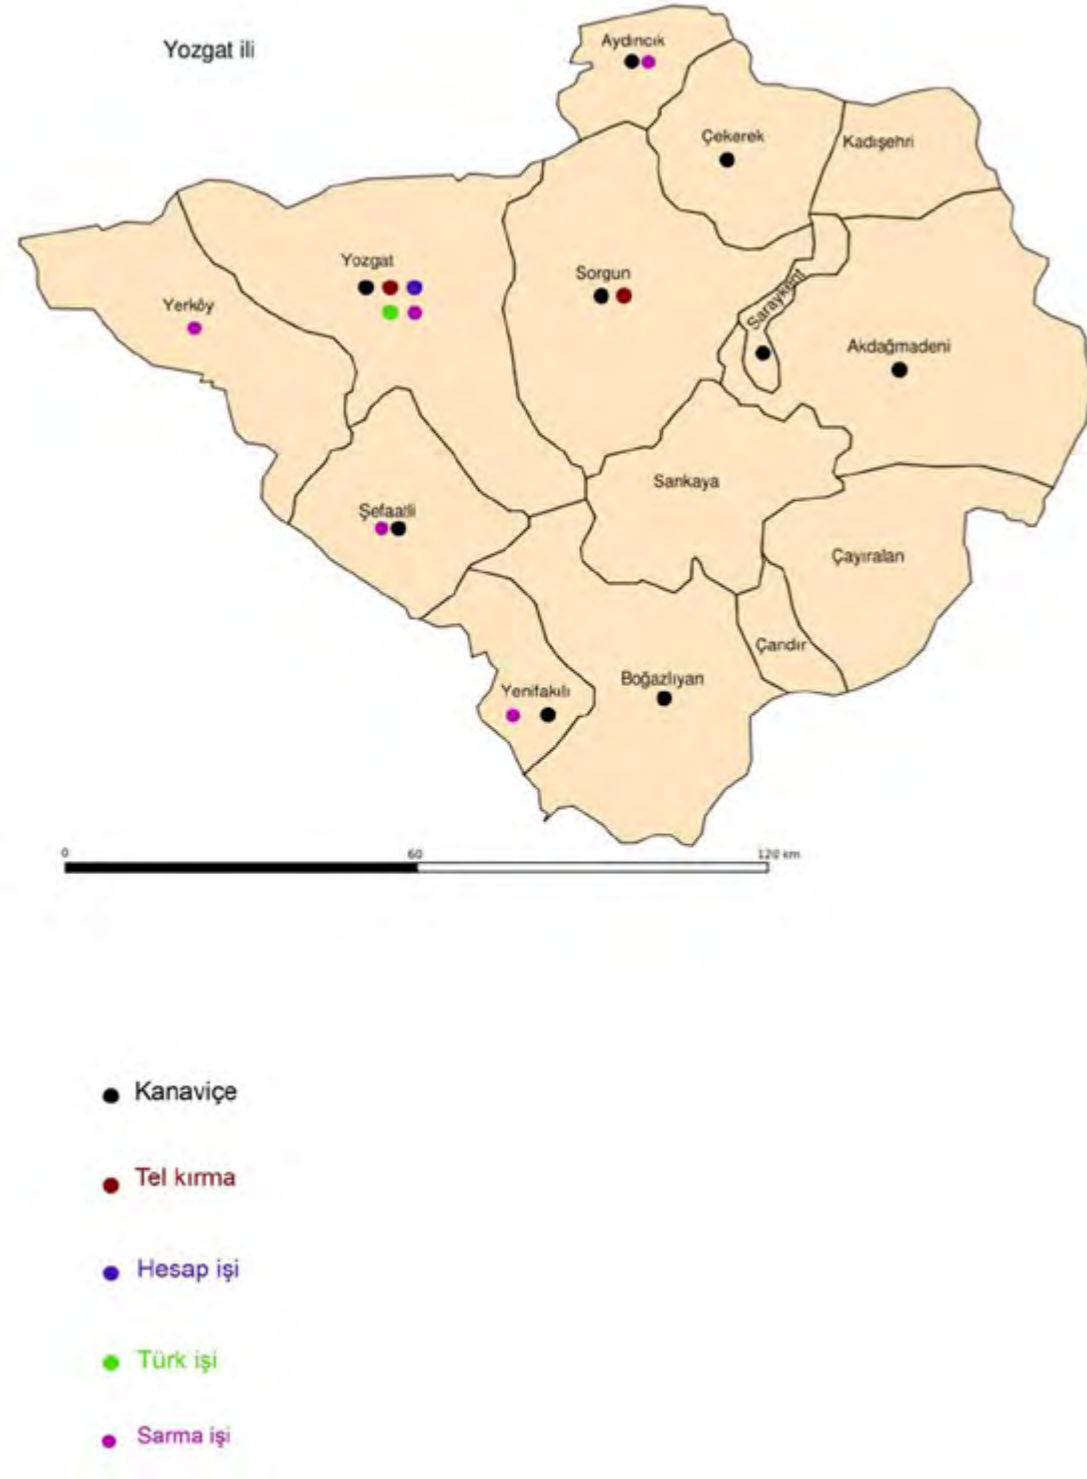 Yozgat ili
Aydıncık
Çekerek
Kadışehri
Yozgat
Sorgun
Saraykent
Yerköy
Akdağmadeni
Sarıkaya
Şefaatli
Çayıralan
Çandır
Boğazlıyan
Yenifakılı
0 60 120 km
Kanaviçe
Tel kırma
Hesap işi
Türk işi
Sarma işi